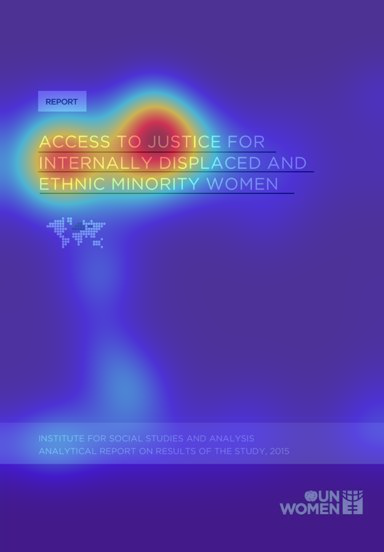 REPORT
ACCESS TO JUSTICE FOR
INTERNALLY DISPLACED AND
ETHNIC MINORITY WOMEN
INSTITUTE FOR SOCIAL STUDIES AND ANALYSIS
ANALYTICAL REPORT ON RESULTS OF THE STUDY, 2015
UN
WOMEN